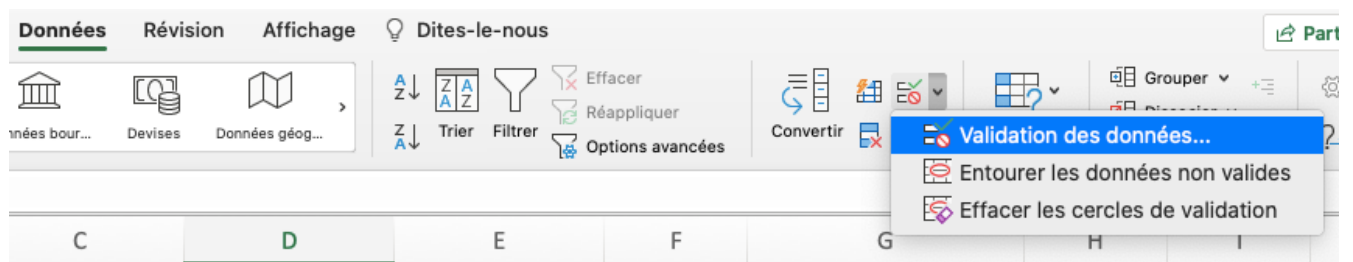 Données Révision Affichage Dites-le-nous Part
Effacer
Grouper
Réappliquer
nnées bour... Devises Données géog... Trier Filtrer Convertir
Options avancées
Validation des données...
Entourer les données non valides
Effacer les cercles de validation
C D E F G H I